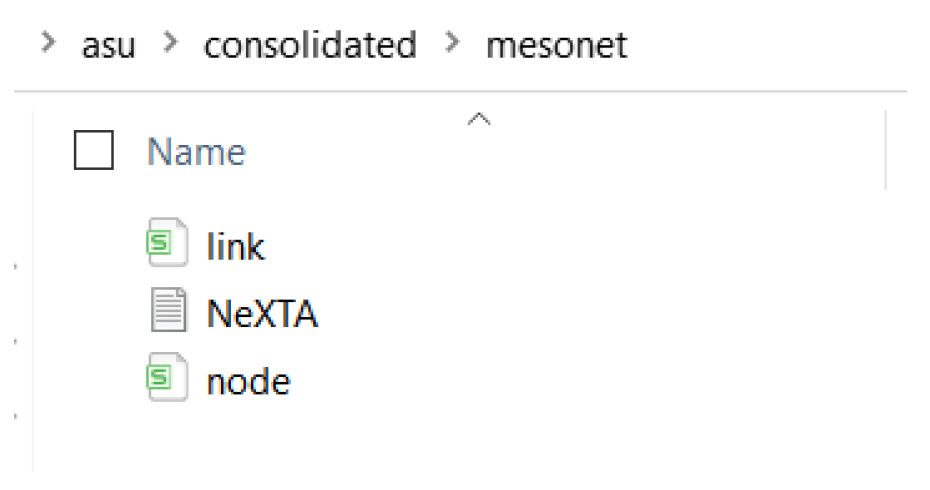 > asu > consolidated > mesonet
Name
link
NeXTA
node